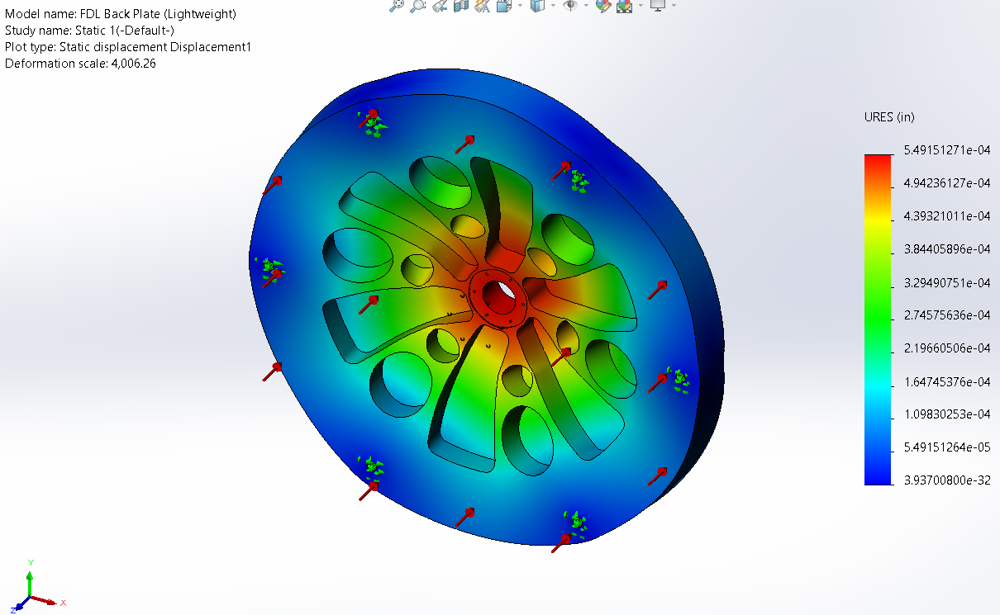 Model name: FDL Back Plate (Lightweight)
Study name: Static 1(-Default-)
Plot type: Static displacement Displacement1
Deformation scale: 4,006.26
URES (in)
5.49151271e-04
4.94236127e-04
4.39321011e-04
3.84405896e-04
3.29490751e-04
2.74575636e-04
2.19660506e-04
1.64745376e-04
1.09830253e-04
5.49151264e-05
3.93700800e-32
Y
X
Z